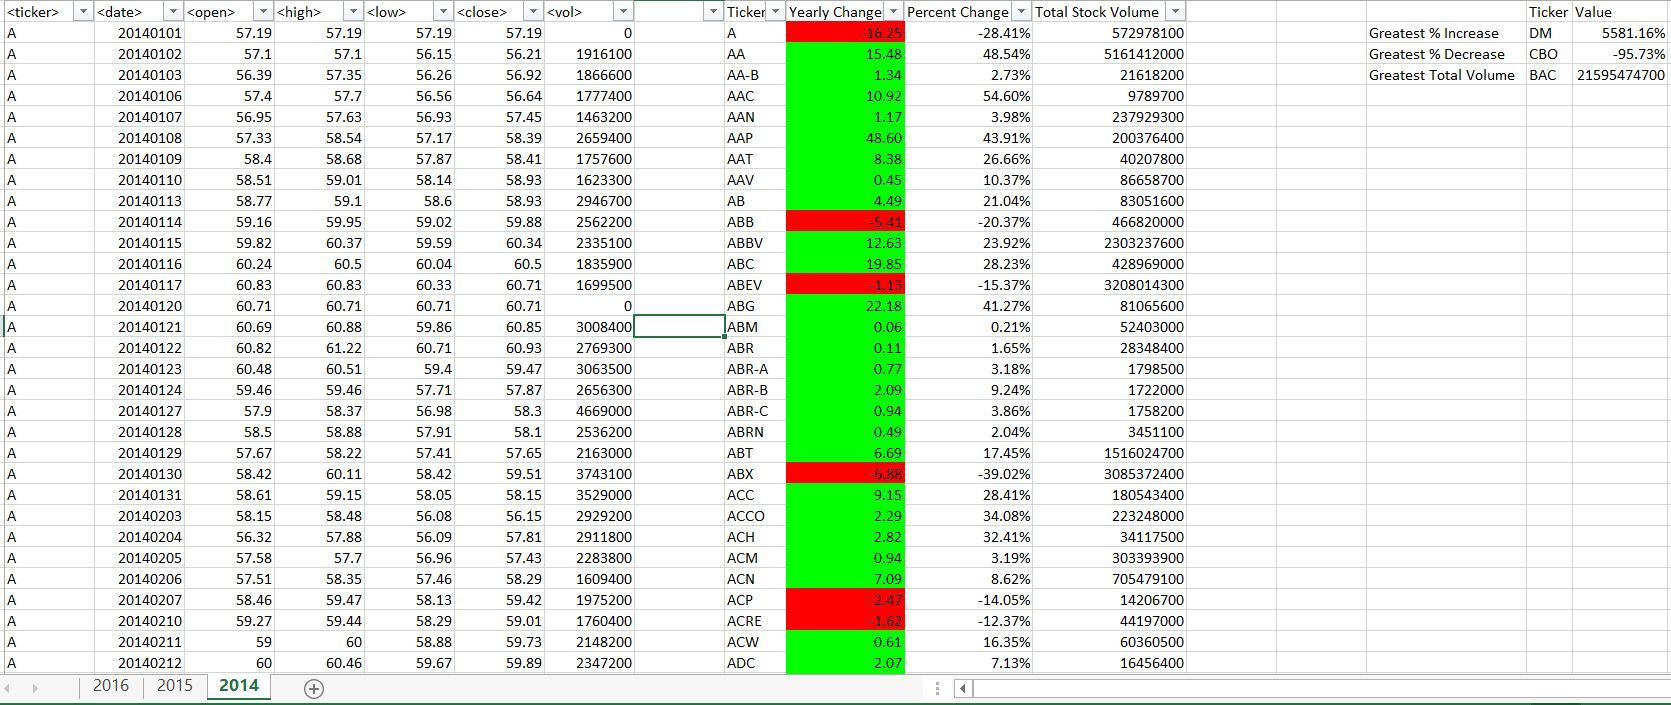 <ticker> <date> <open> <high> <low> <close> <vol> Ticker Yearly Change Percent Change Total Stock Volume Ticker Value
A 20140101 57.19 57.19 57.19 57.19 0 A -16.25 -28.41% 572978100 Greatest % Increase DM 5581.16%
A 20140102 57.1 57.1 56.15 56.21 1916100 AA 15.48 48.54% 5161412000 Greatest % Decrease CBO -95.73%
A 20140103 56.39 57.35 56.26 56.92 1866600 AA-B 1.34 2.73% 21618200 Greatest Total Volume BAC 21595474700
A 20140106 57.4 57.7 56.56 56.64 1777400 AAC 10.92 54.60% 9789700
A 20140107 56.95 57.63 56.93 57.45 1463200 AAN 1.17 3.98% 237929300
A 20140108 57.33 58.54 57.17 58.39 2659400 AAP 48.60 43.91% 200376400
A 20140109 58.4 58.68 57.87 58.41 1757600 AAT 8.38 26.66% 40207800
A 20140110 58.51 59.01 58.14 58.93 1623300 AAV 0.45 10.37% 86658700
A 20140113 58.77 59.1 58.6 58.93 2946700 AB 4.49 21.04% 83051600
A 20140114 59.16 59.95 59.02 59.88 2562200 ABB -5.41 -20.37% 466820000
A 20140115 59.82 60.37 59.59 60.34 2335100 ABBV 12.63 23.92% 2303237600
A 20140116 60.24 60.5 60.04 60.5 1835900 ABC 19.85 28.23% 428969000
A 20140117 60.83 60.83 60.33 60.71 1699500 ABEV -1.13 -15.37% 3208014300
A 20140120 60.71 60.71 60.71 60.71 0 ABG 22.18 41.27% 81065600
A 20140121 60.69 60.88 59.86 60.85 3008400 ABM 0.06 0.21% 52403000
A 20140122 60.82 61.22 60.71 60.93 2769300 ABR 0.11 1.65% 28348400
A 20140123 60.48 60.51 59.4 59.47 3063500 ABR-A 0.77 3.18% 1798500
A 20140124 59.46 59.46 57.71 57.87 2656300 ABR-B 2.09 9.24% 1722000
A 20140127 57.9 58.37 56.98 58.3 4669000 ABR-C 0.94 3.86% 1758200
A 20140128 58.5 58.88 57.91 58.1 2536200 ABRN 0.49 2.04% 3451100
A 20140129 57.67 58.22 57.41 57.65 2163000 ABT 6.69 17.45% 1516024700
A 20140130 58.42 60.11 58.42 59.51 3743100 ABX -6.88 -39.02% 3085372400
A 20140131 58.61 59.15 58.05 58.15 3529000 ACC 9.15 28.41% 180543400
A 20140203 58.15 58.48 56.08 56.15 2929200 ACCO 2.29 34.08% 223248000
A 20140204 56.32 57.88 56.09 57.81 2911800 ACH 2.82 32.41% 34117500
A 20140205 57.58 57.7 56.96 57.43 2283800 ACM 0.94 3.19% 303393900
A 20140206 57.51 58.35 57.46 58.29 1609400 ACN 7.09 8.62% 705479100
A 20140207 58.46 59.47 58.13 59.42 1975200 ACP -2.47 -14.05% 14206700
A 20140210 59.27 59.44 58.29 59.01 1760400 ACRE -1.62 -12.37% 44197000
A 20140211 59 60 58.88 59.73 2148200 ACW 0.61 16.35% 60360500
A 20140212 60 60.46 59.67 59.89 2347200 ADC 2.07 7.13% 16456400
2016 2015 2014